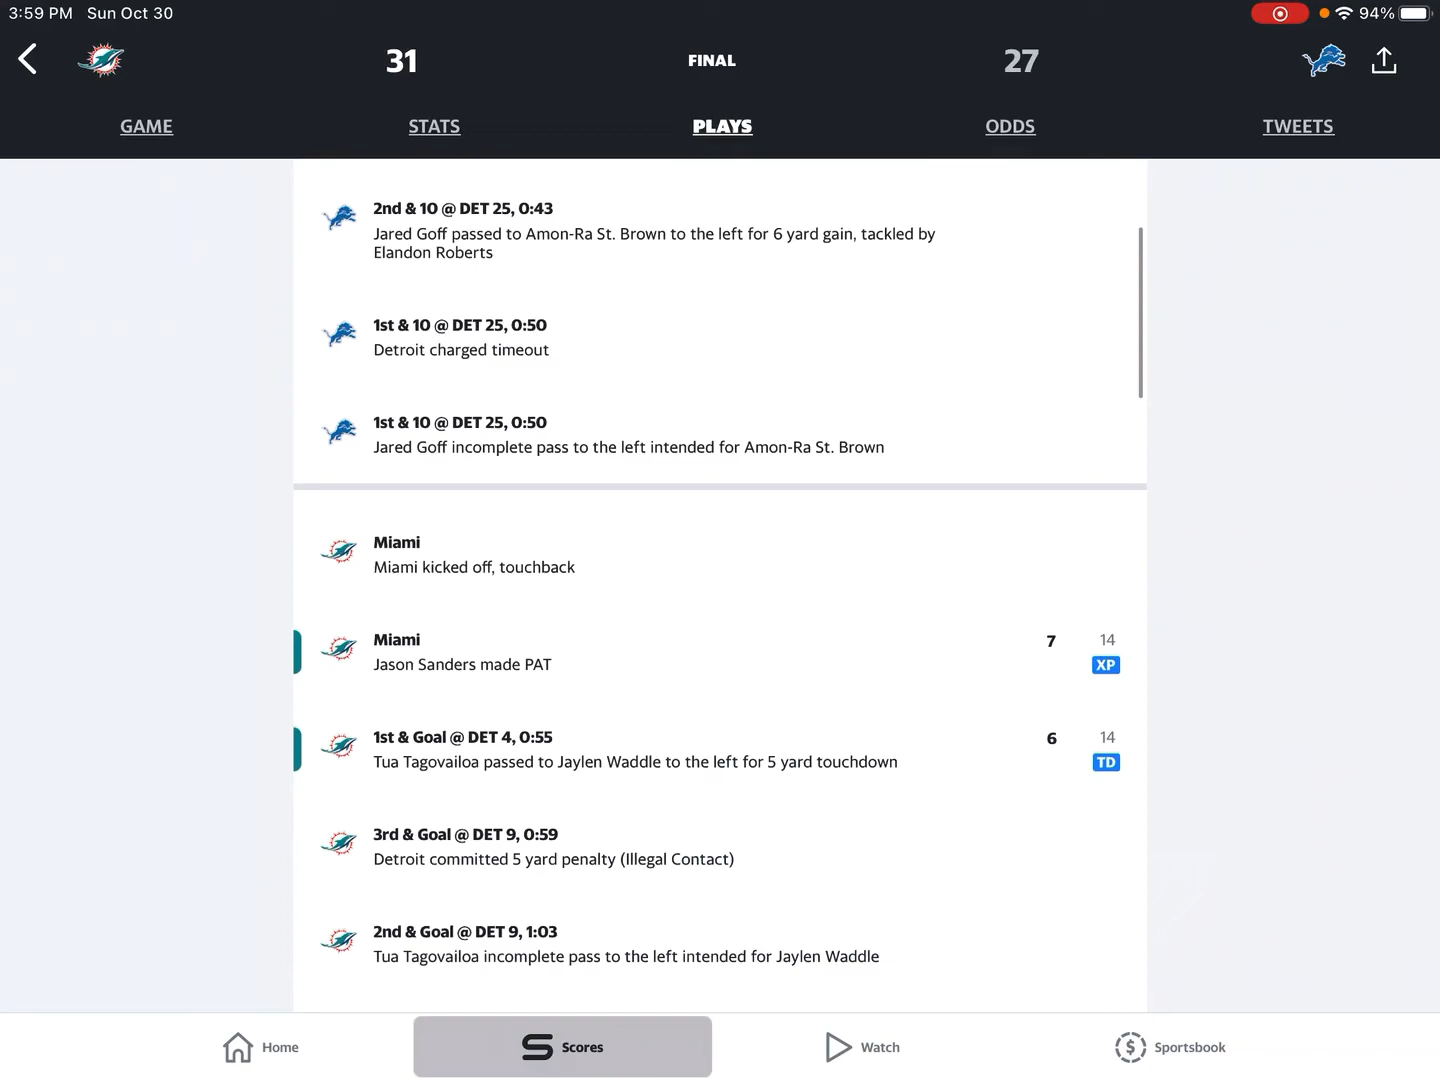 3:59 PM Sun Oct 30
94%
31 FINAL 27
GAME STATS PLAYS ODDS TWEETS
2nd & 10 @ DET 25, 0:43
Jared Goff passed to Amon-Ra St. Brown to the left for 6 yard gain, tackled by
Elandon Roberts
1st & 10 @ DET 25, 0:50
Detroit charged timeout
1st & 10 @ DET 25, 0:50
Jared Goff incomplete pass to the left intended for Amon-Ra St. Brown
Miami
Miami kicked off, touchback
Miami 7 14
Jason Sanders made PAT XP
1st & Goal @ DET 4, 0:55 6 14
Tua Tagovailoa passed to Jaylen Waddle to the left for 5 yard touchdown TD
3rd & Goal @ DET 9, 0:59
Detroit committed 5 yard penalty (Illegal Contact)
2nd & Goal @ DET 9, 1:03
Tua Tagovailoa incomplete pass to the left intended for Jaylen Waddle
Home Scores Watch Sportsbook